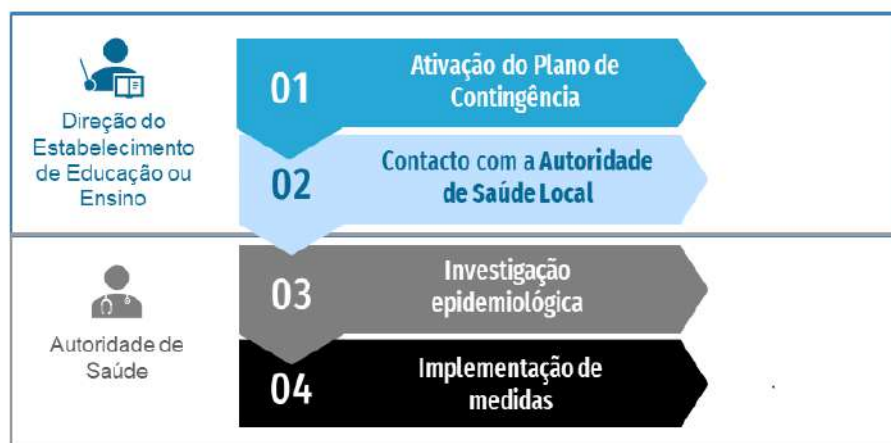 Direção do
Estabelecimento
de Educação ou
Ensino
01
Ativação do Plano de
Contingência
02
Contacto com a Autoridade
de Saúde Local
Autoridade de
Saúde
03
Investigação
epidemiológica
04
Implementação de
medidas